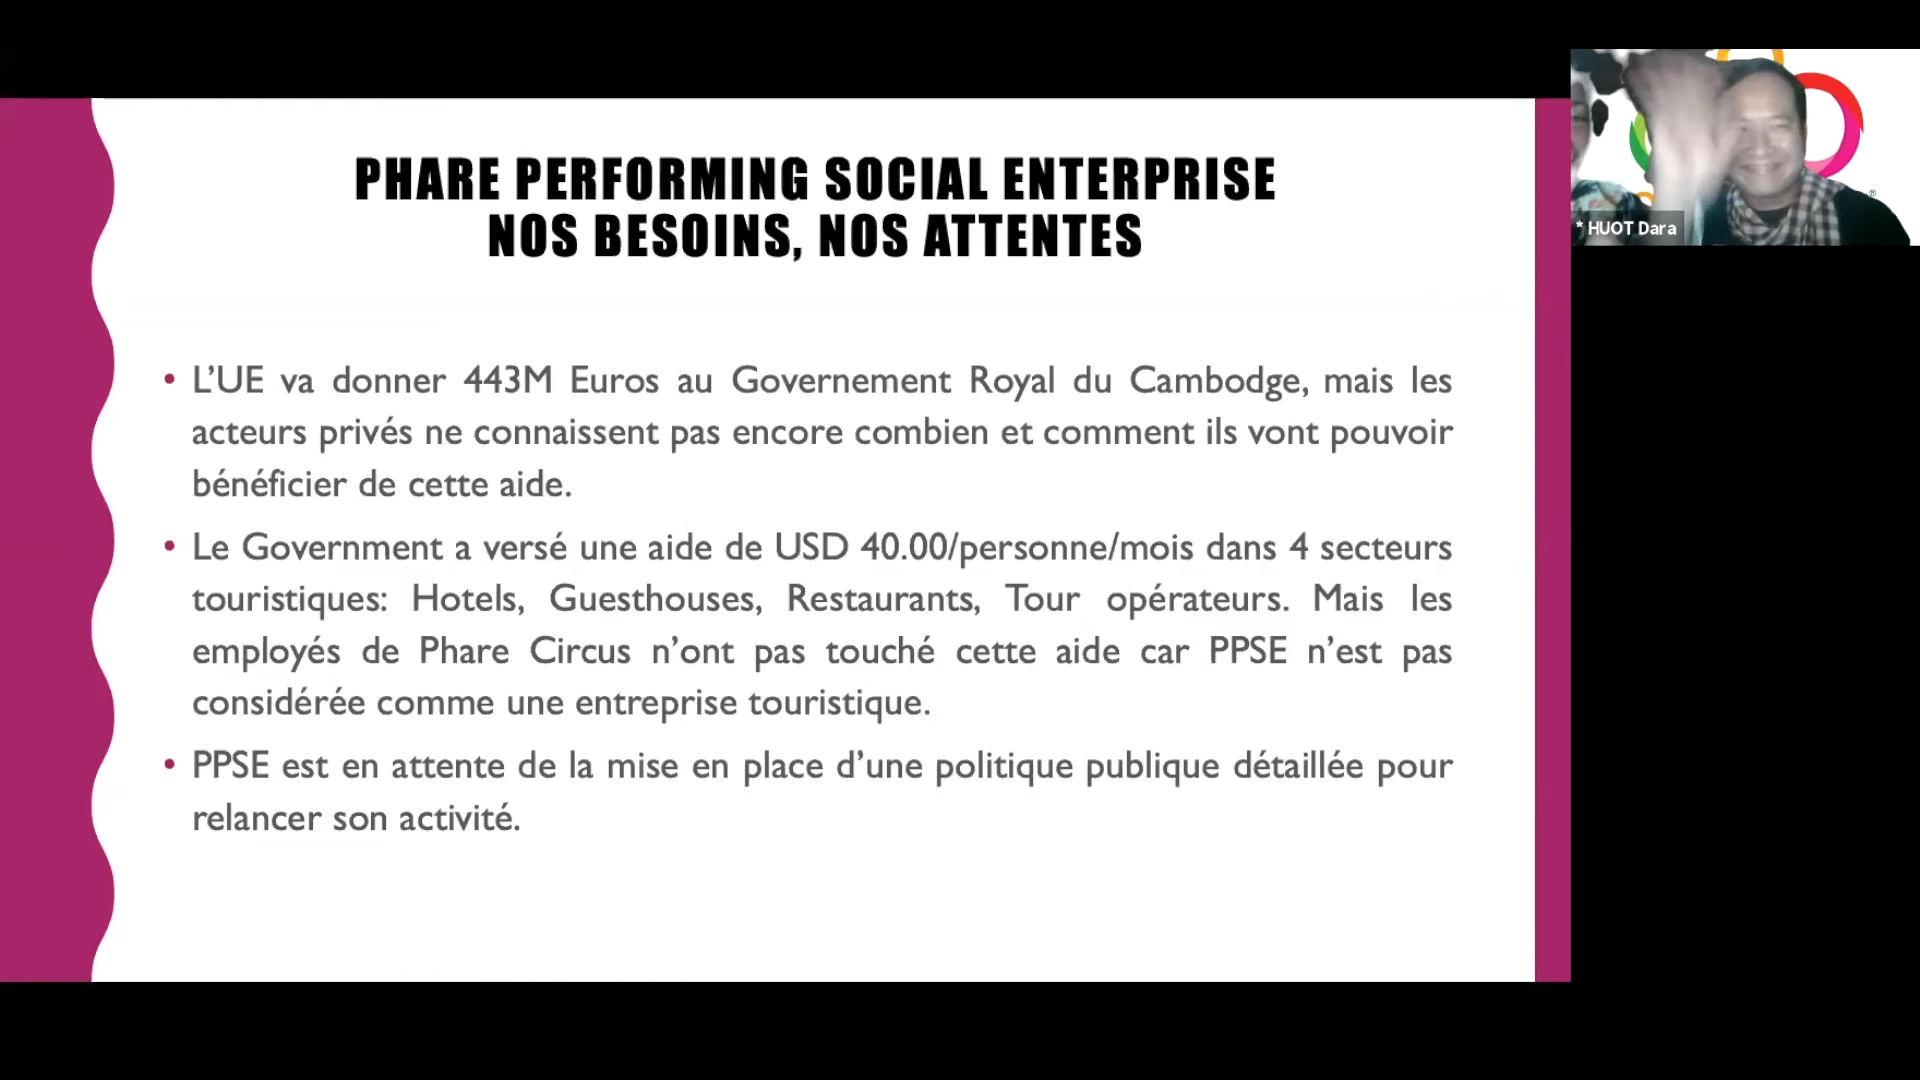 PHARE PERFORMING SOCIAL ENTERPRISE
NOS BESOINS, NOS ATTENTES
• L’UE va donner 443M Euros au Governement Royal du Cambodge, mais les
acteurs privés ne connaissent pas encore combien et comment ils vont pouvoir
bénéficier de cette aide.
• Le Government a versé une aide de USD 40.00/personne/mois dans 4 secteurs
touristiques: Hotels, Guesthouses, Restaurants, Tour opérateurs. Mais les
employés de Phare Circus n’ont pas touché cette aide car PPSE n’est pas
considérée comme une entreprise touristique.
• PPSE est en attente de la mise en place d’une politique publique détaillée pour
relancer son activité.
* HUOT Dara
®